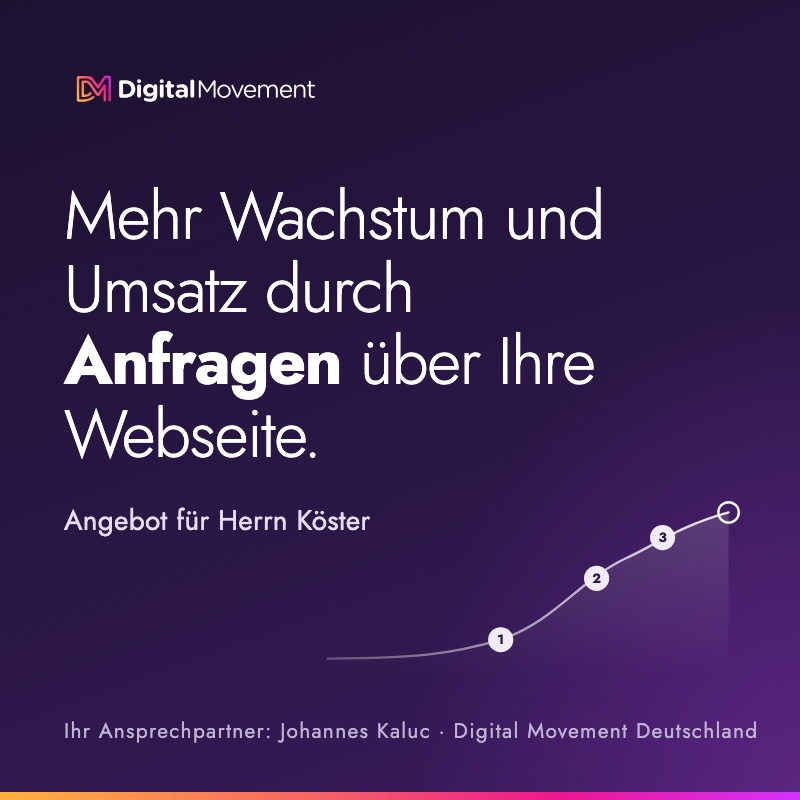 DigitalMovement
Mehr Wachstum und
Umsatz durch
Anfragen über Ihre
Webseite.
Angebot für Herrn Köster
3
2
1
Ihr Ansprechpartner: Johannes Kaluc · Digital Movement Deutschland